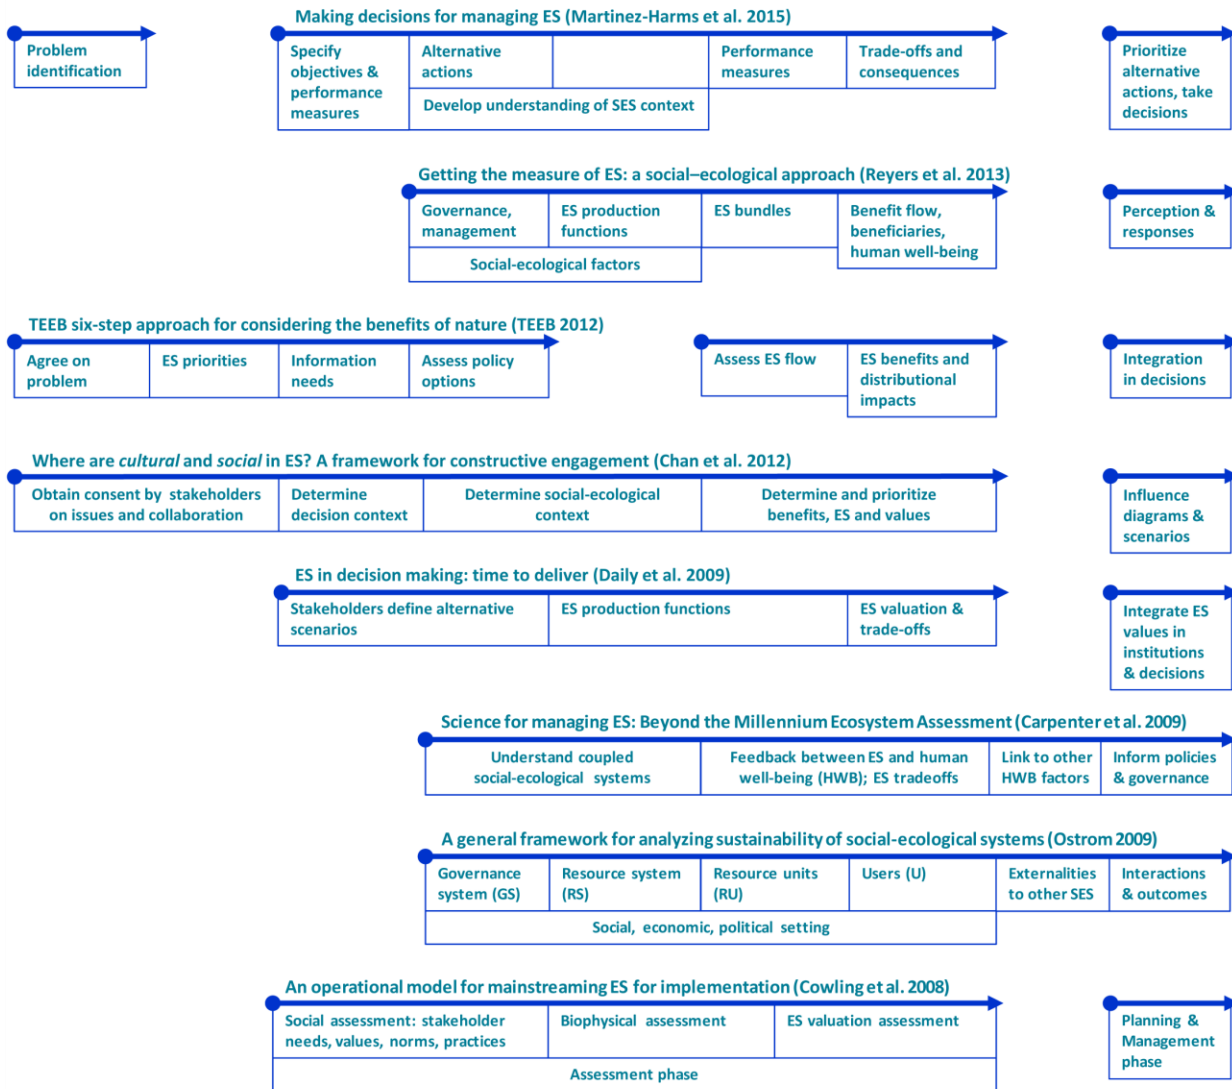 Making decisions for managing ES (Martinez-Harms et al. 2015)
Problem
identification
Specify
objectives &
performance
measures
Alternative
actions
Develop understanding of SES context
Performance
measures
Trade-offs and
consequences
Prioritize
alternative
actions, take
decisions
Getting the measure of ES: a social–ecological approach (Reyers et al. 2013)
Governance,
management
ES production
functions
Social-ecological factors
ES bundles
Benefit flow,
beneficiaries,
human well-being
Perception &
responses
TEEB six-step approach for considering the benefits of nature (TEEB 2012)
Agree on
problem
ES priorities
Information
needs
Assess policy
options
Assess ES flow
ES benefits and
distributional
impacts
Integration
in decisions
Where are cultural and social in ES? A framework for constructive engagement (Chan et al. 2012)
Obtain consent by stakeholders
on issues and collaboration
Determine
decision context
Determine social-ecological
context
Determine and prioritize
benefits, ES and values
Influence
diagrams &
scenarios
ES in decision making: time to deliver (Daily et al. 2009)
Stakeholders define alternative
scenarios
ES production functions
ES valuation &
trade-offs
Integrate ES
values in
institutions
& decisions
Science for managing ES: Beyond the Millennium Ecosystem Assessment (Carpenter et al. 2009)
Understand coupled
social-ecological systems
Feedback between ES and human
well-being (HWB); ES tradeoffs
Link to other
HWB factors
Inform policies
& governance
A general framework for analyzing sustainability of social-ecological systems (Ostrom 2009)
Governance
system (GS)
Resource system
(RS)
Resource units
(RU)
Users (U)
Externalities
to other SES
Interactions
& outcomes
Social, economic, political setting
An operational model for mainstreaming ES for implementation (Cowling et al. 2008)
Social assessment: stakeholder
needs, values, norms, practices
Biophysical assessment
ES valuation assessment
Assessment phase
Planning &
Management
phase